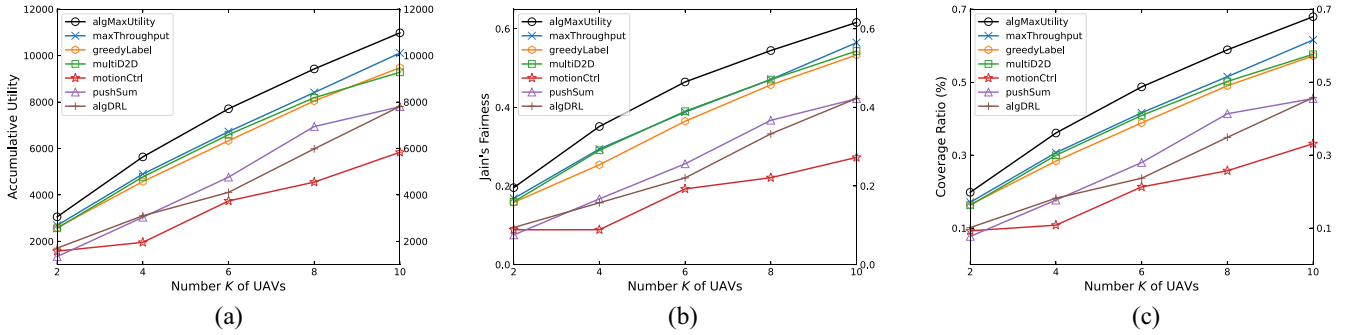 12000
10000
8000
6000
4000
2000
Accumulative Utility
12000
10000
8000
6000
4000
2000
algMaxUtility
maxThroughput
greedyLabel
multiD2D
motionCtrl
pushSum
algDRL
2 4 6 8 10
Number K of UAVs
(a)
0.6
0.4
0.2
0.0
Jain's Fairness
0.6
0.4
0.2
0.0
algMaxUtility
maxThroughput
greedyLabel
multiD2D
motionCtrl
pushSum
algDRL
2 4 6 8 10
Number K of UAVs
(b)
0.7
0.5
0.3
0.1
Coverage Ratio (%)
0.7
0.5
0.3
0.1
algMaxUtility
maxThroughput
greedyLabel
multiD2D
motionCtrl
pushSum
algDRL
2 4 6 8 10
Number K of UAVs
(c)